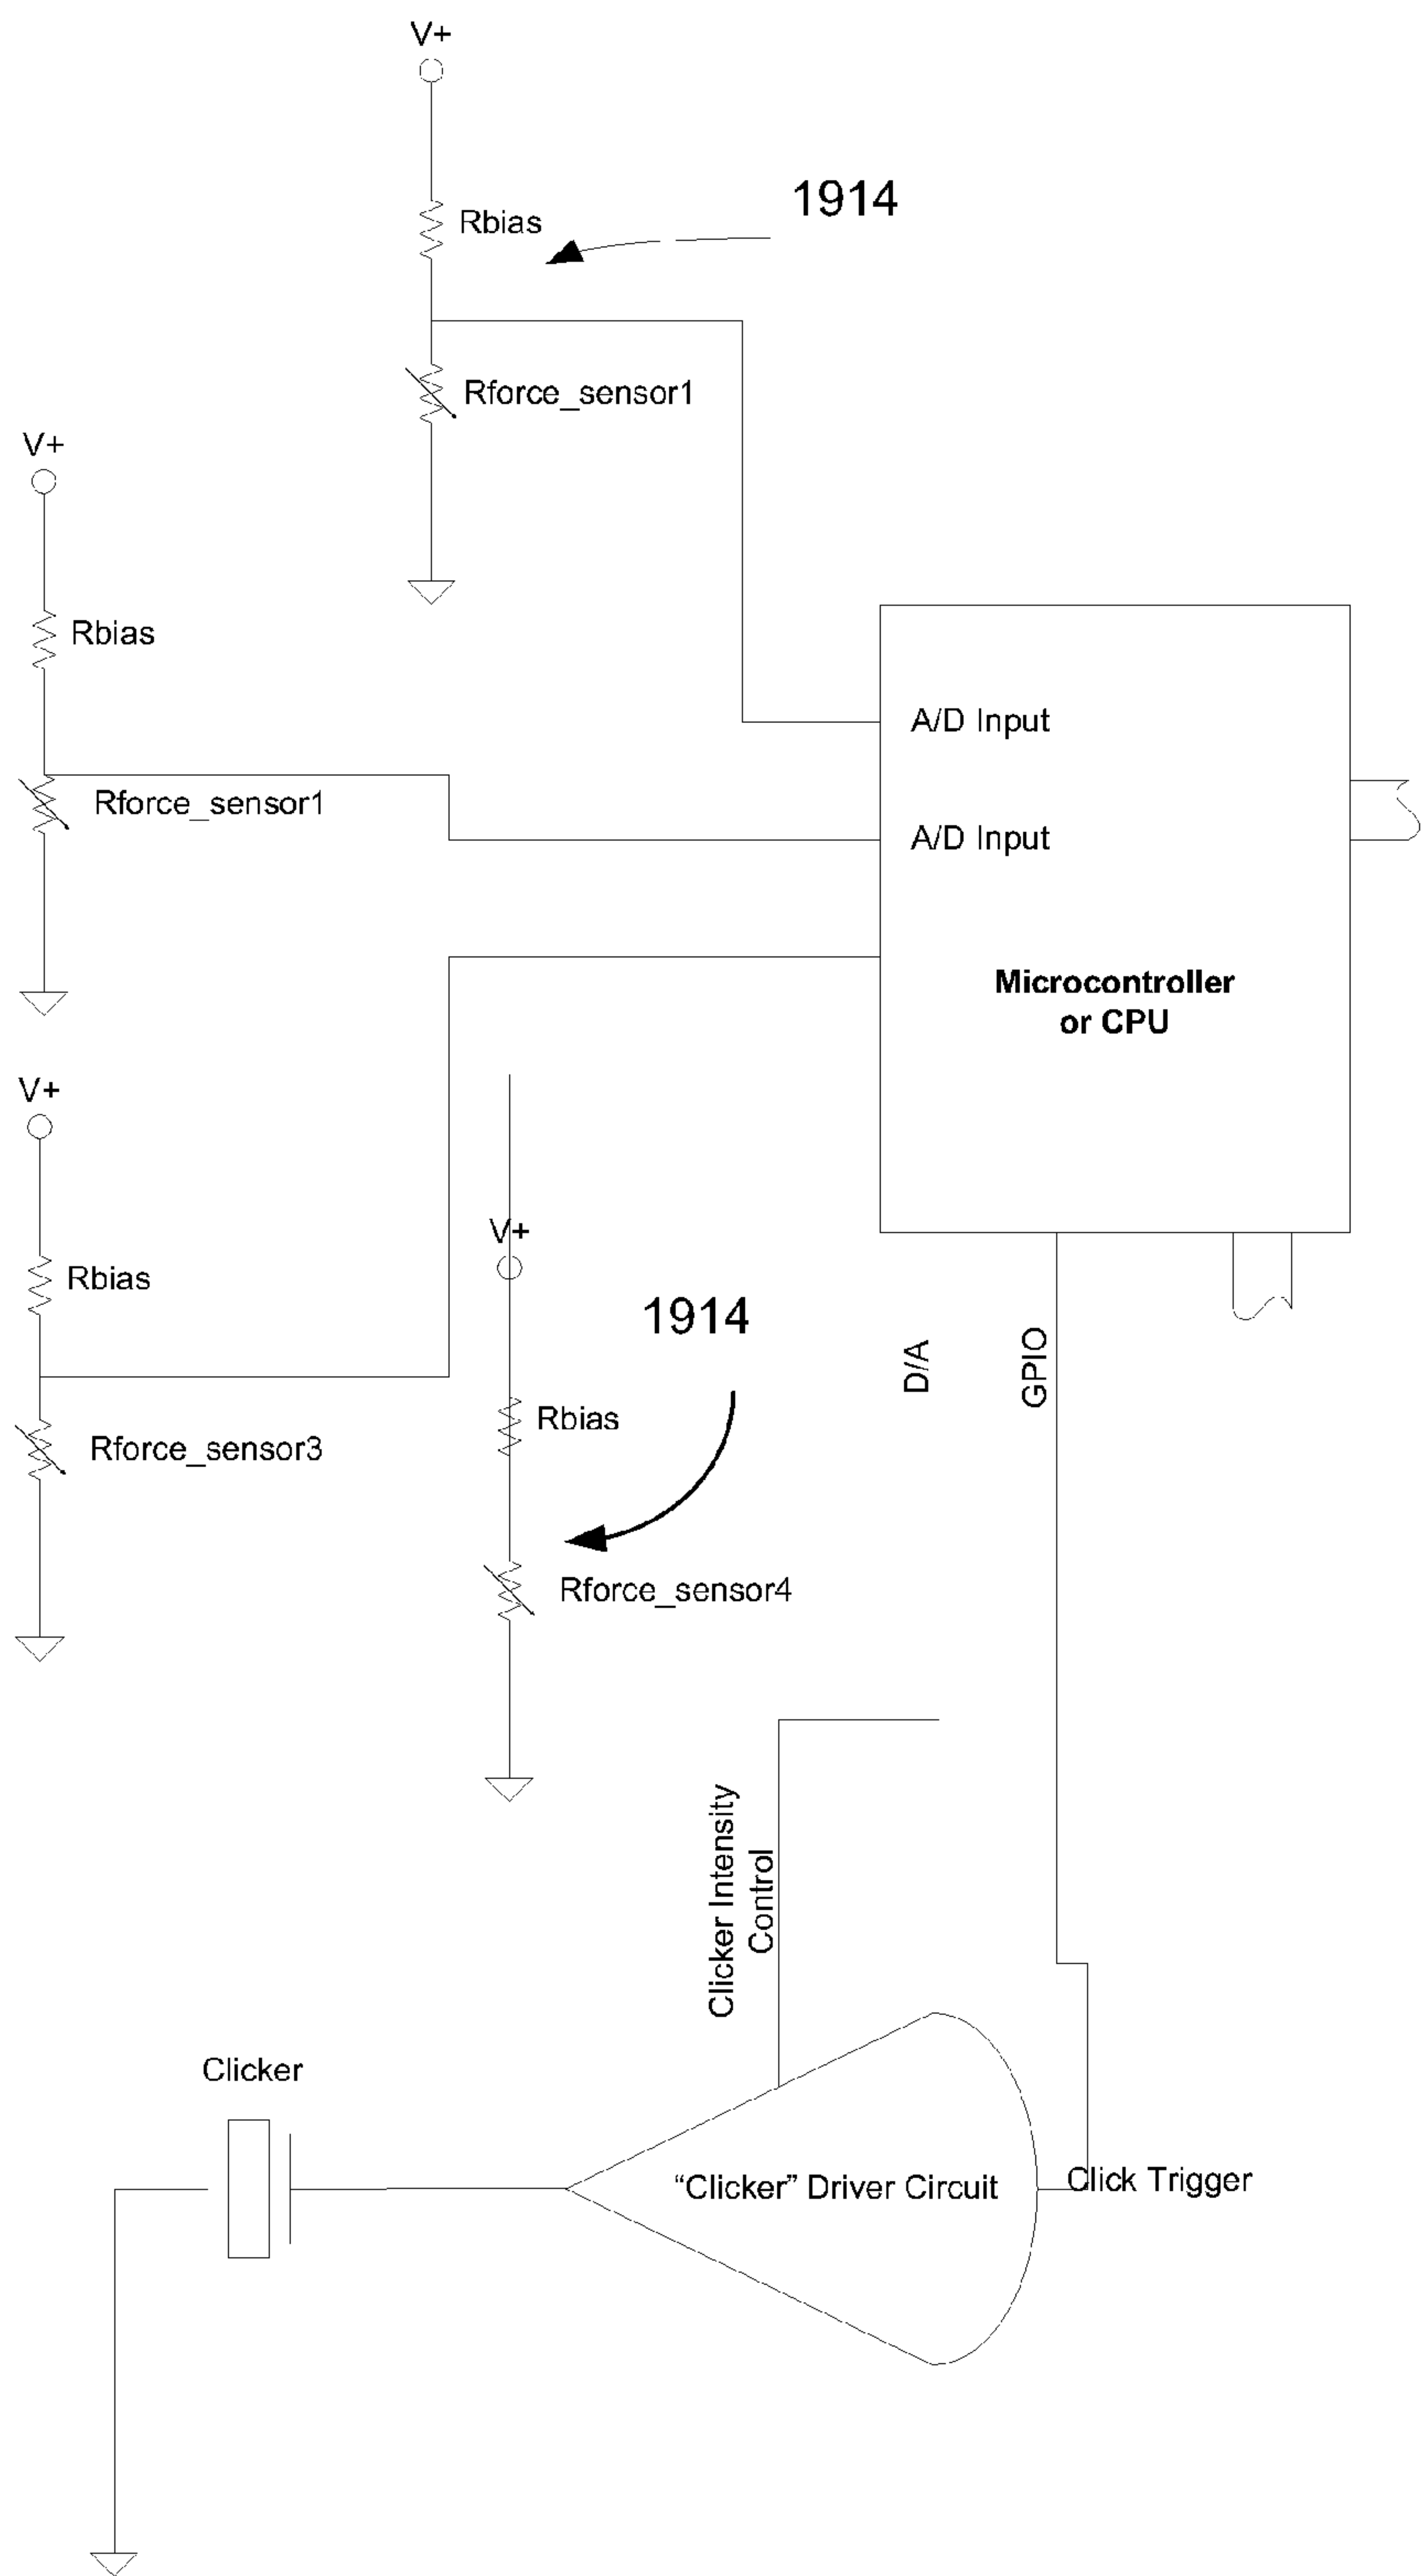 V+
Rbias
1914
Rforce_sensor1
V+
Rbias
Rforce_sensor1
A/D Input
A/D Input
Microcontroller
or CPU
V+
Rbias
Rforce_sensor3
V+
1914
Rbias
Rforce_sensor4
D/A
GPIO
Clicker Intensity
Control
Clicker
“Clicker” Driver Circuit
Click Trigger